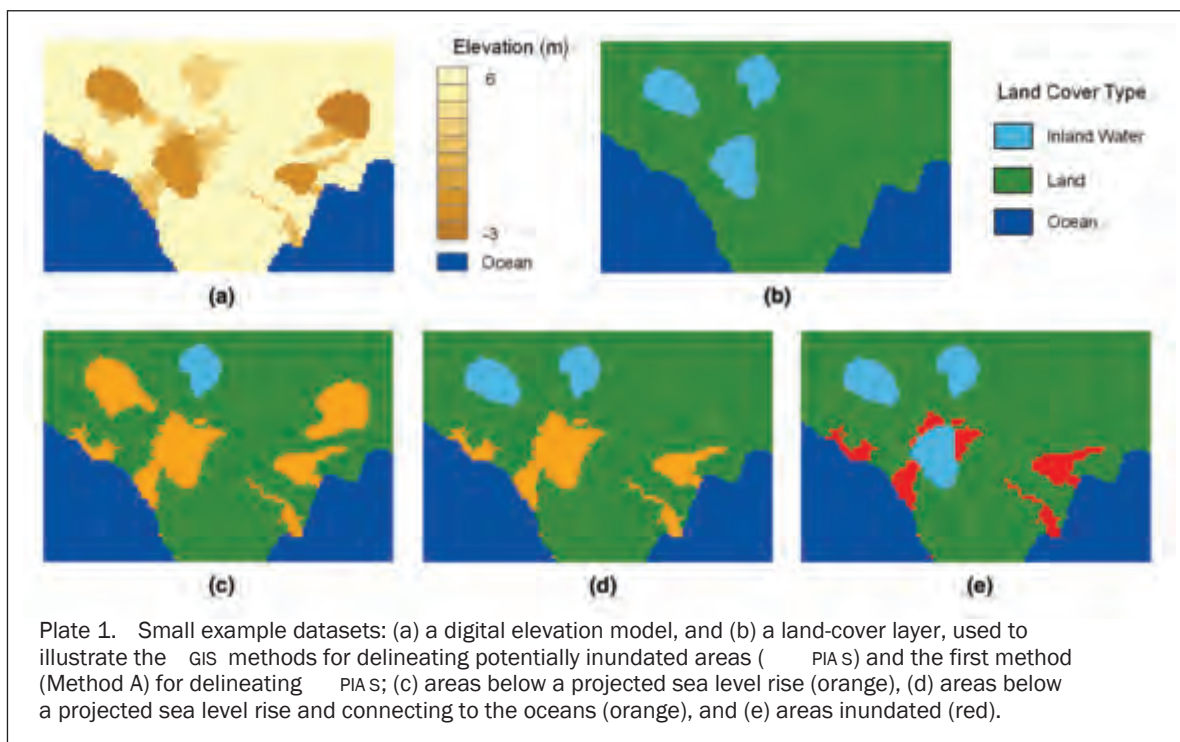 Elevation (m)
6
-3
Ocean
(a)
(b)
Land Cover Type
Inland Water
Land
Ocean
(c)
(d)
(e)
Plate 1. Small example datasets: (a) a digital elevation model, and (b) a land-cover layer, used to
illustrate the GIS methods for delineating potentially inundated areas ( PIA S) and the first method
(Method A) for delineating PIA S; (c) areas below a projected sea level rise (orange), (d) areas below
a projected sea level rise and connecting to the oceans (orange), and (e) areas inundated (red).